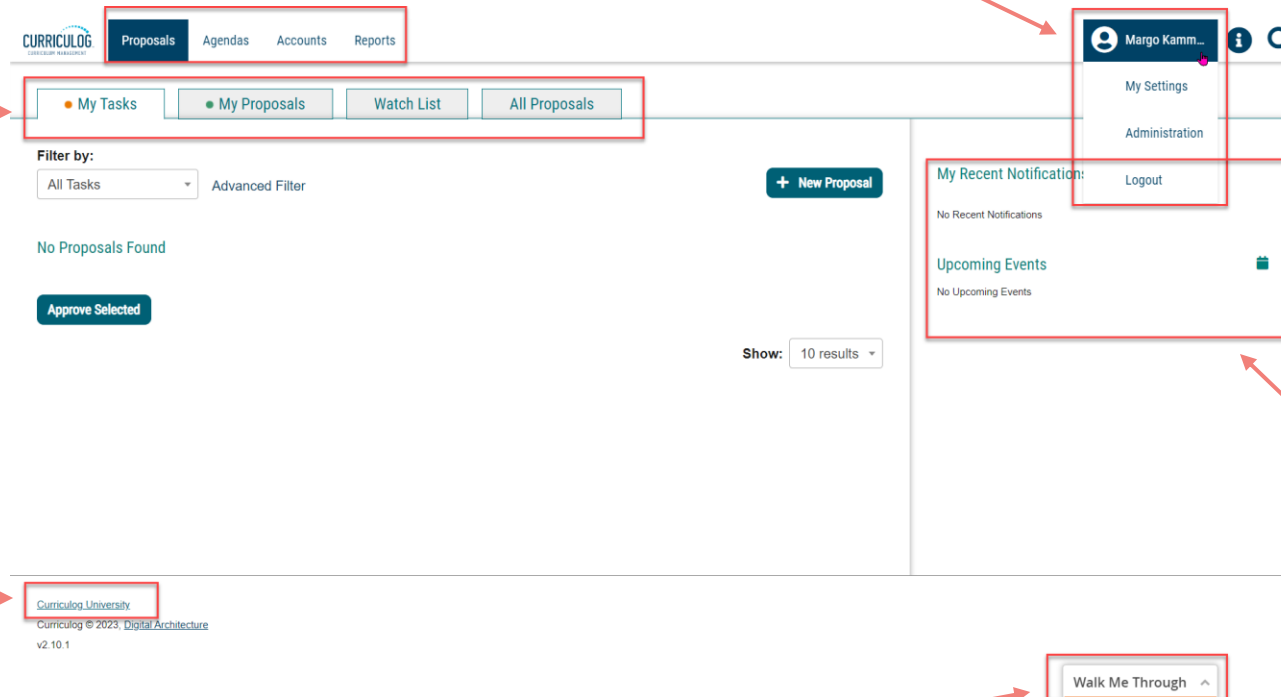 CURRICULOG
CURRICULUM MANAGEMENT
Proposals Agendas Accounts Reports
Margo Kamm...
My Settings
Administration
Logout
My Tasks My Proposals Watch List All Proposals
Filter by:
All Tasks Advanced Filter
+ New Proposal
No Proposals Found
Approve Selected
Show: 10 results
My Recent Notifications
No Recent Notifications
Upcoming Events
No Upcoming Events
Curriculog University
Curriculog © 2023, Digital Architecture
v2.10.1
Walk Me Through